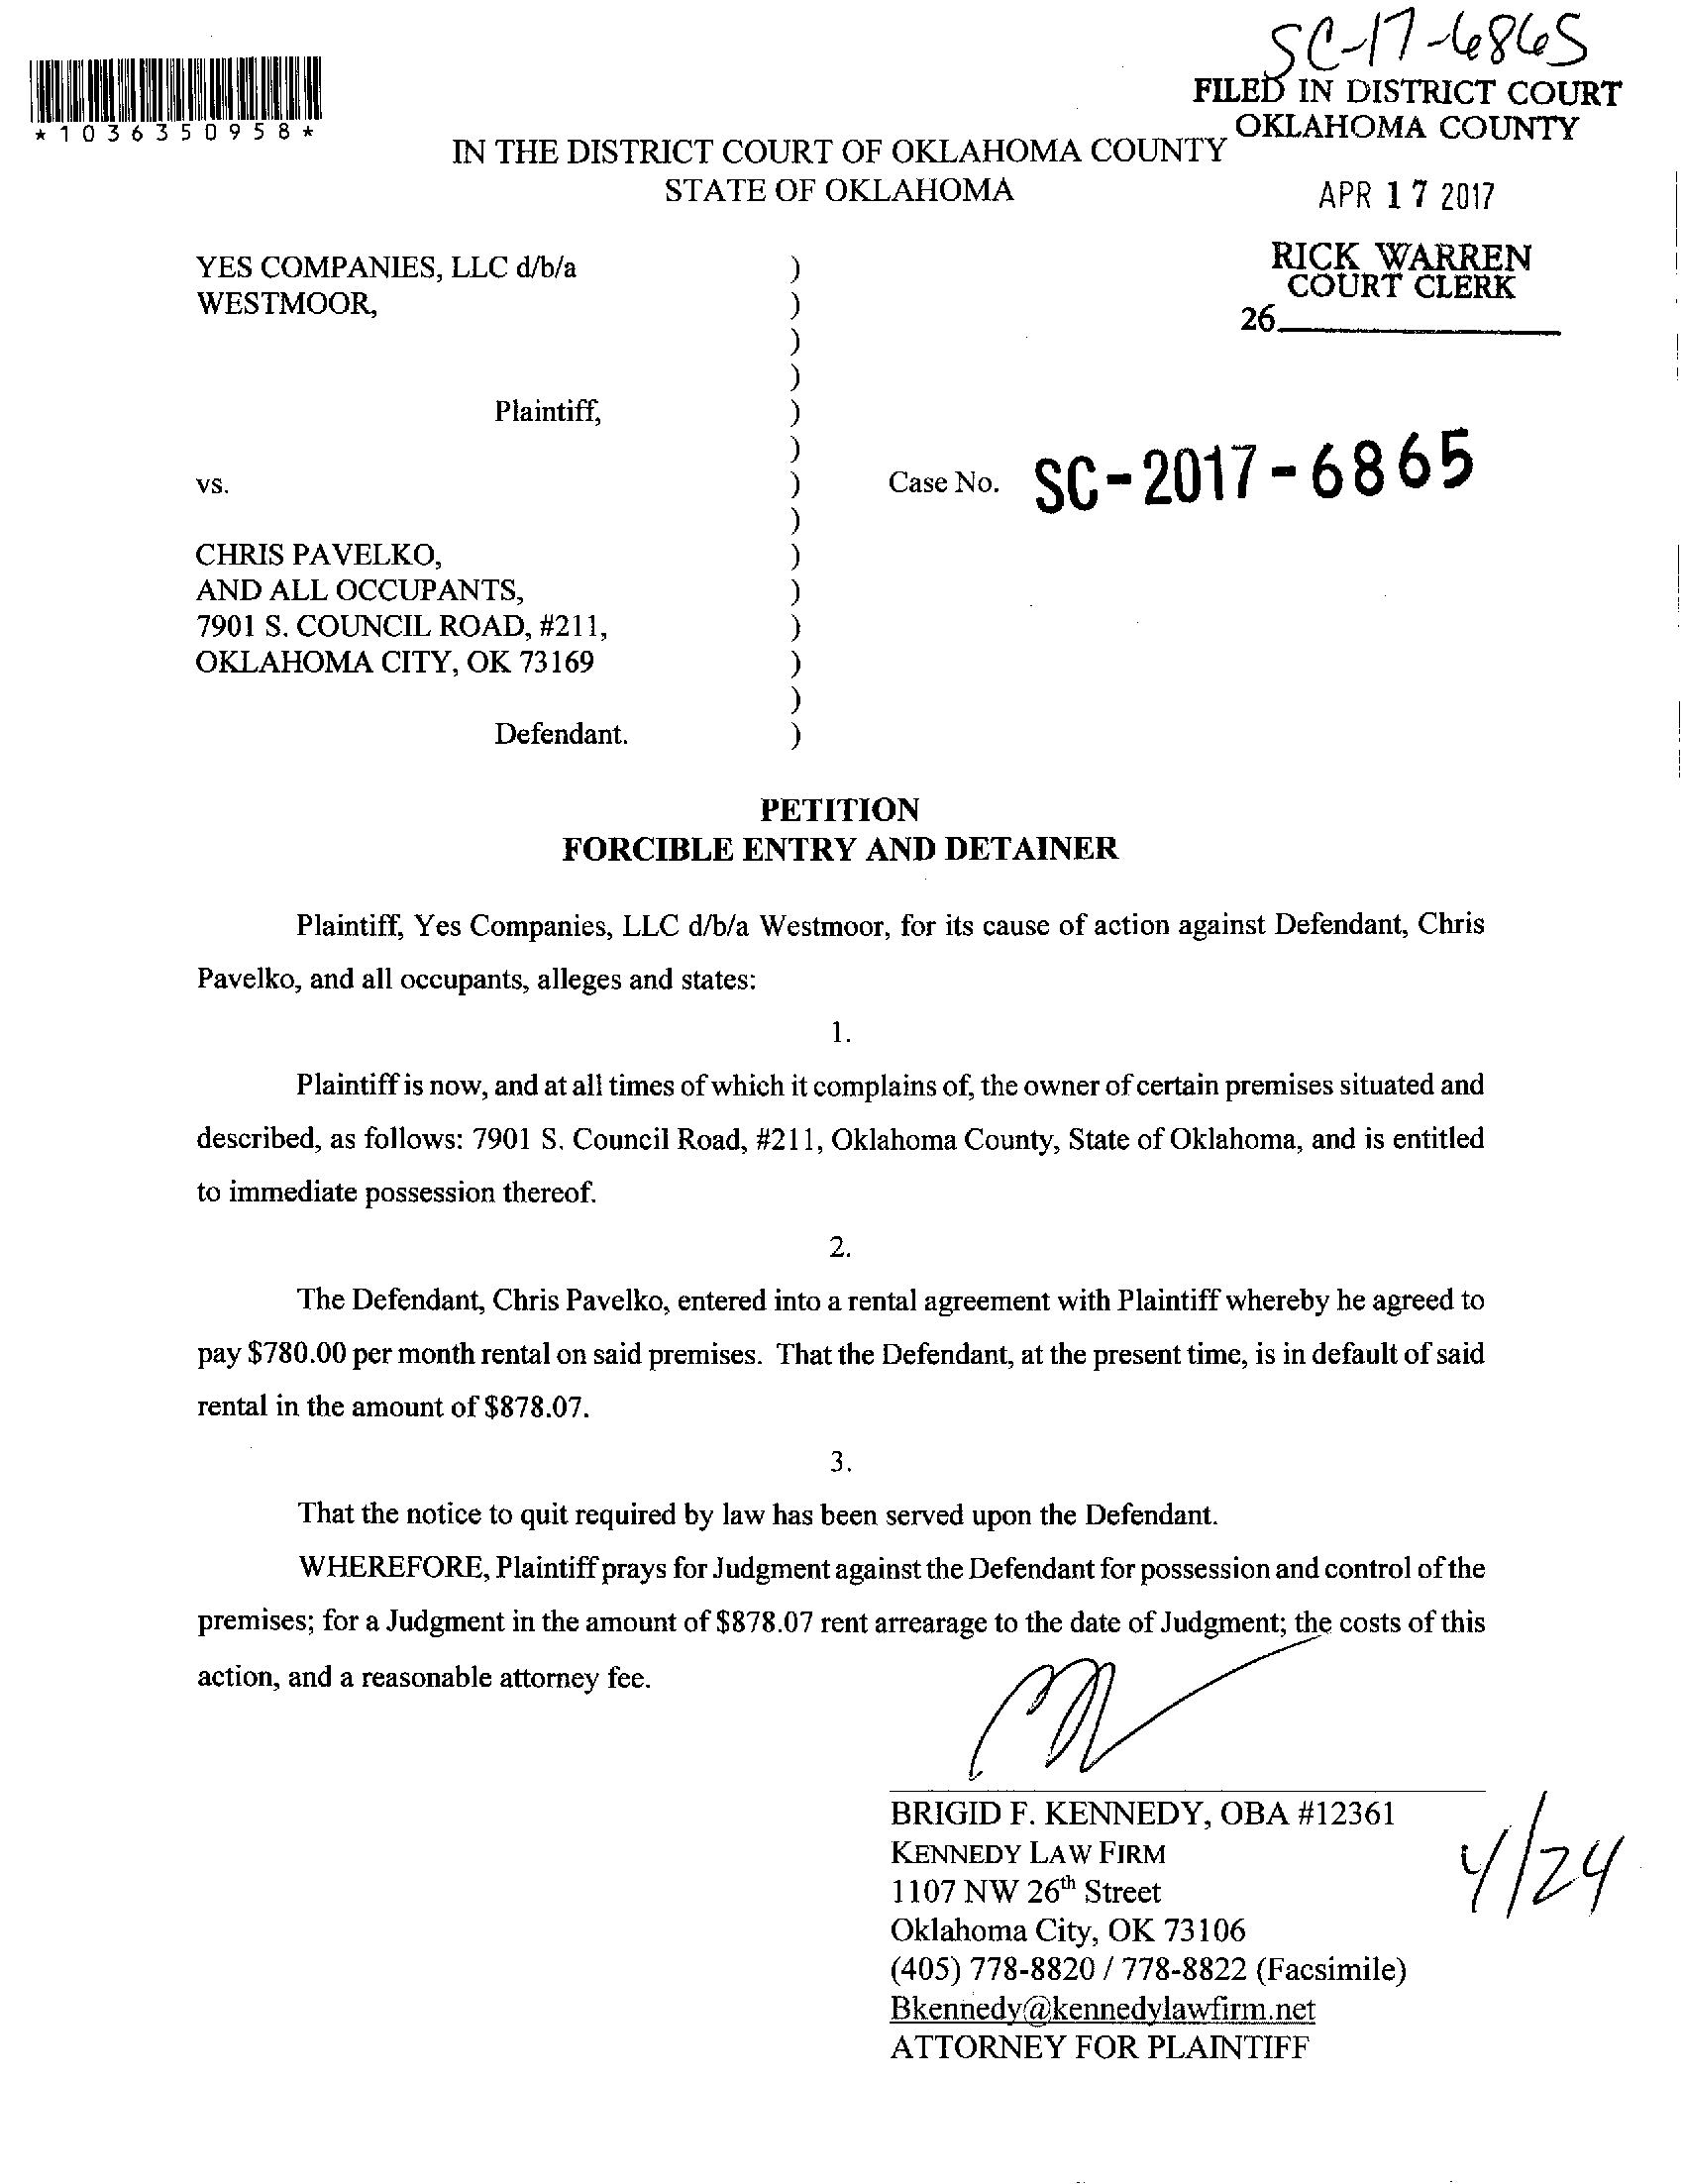 SC-17-6865
FILED IN DISTRICT COURT
OKLAHOMA COUNTY
*1036350958*
IN THE DISTRICT COURT OF OKLAHOMA COUNTY
STATE OF OKLAHOMA
APR 17 2017
RICK WARREN
COURT CLERK
26
YES COMPANIES, LLC d/b/a )
WESTMOOR, )
)
)
Plaintiff, )
)
vs. ) Case No. SC-2017-6865
)
CHRIS PAVELKO, )
AND ALL OCCUPANTS, )
7901 S. COUNCIL ROAD, #211, )
OKLAHOMA CITY, OK 73169 )
)
Defendant. )
PETITION
FORCIBLE ENTRY AND DETAINER
Plaintiff, Yes Companies, LLC d/b/a Westmoor, for its cause of action against Defendant, Chris
Pavelko, and all occupants, alleges and states:
1.
Plaintiff is now, and at all times of which it complains of, the owner of certain premises situated and
described, as follows: 7901 S. Council Road, #211, Oklahoma County, State of Oklahoma, and is entitled
to immediate possession thereof.
2.
The Defendant, Chris Pavelko, entered into a rental agreement with Plaintiff whereby he agreed to
pay $780.00 per month rental on said premises. That the Defendant, at the present time, is in default of said
rental in the amount of $878.07.
3.
That the notice to quit required by law has been served upon the Defendant.
WHEREFORE, Plaintiff prays for Judgment against the Defendant for possession and control of the
premises; for a Judgment in the amount of $878.07 rent arrearage to the date of Judgment; the costs of this
action, and a reasonable attorney fee.
BRIGID F. KENNEDY, OBA #12361
KENNEDY LAW FIRM
1107 NW 26th Street
Oklahoma City, OK 73106
(405) 778-8820 / 778-8822 (Facsimile)
Bkennedy@kennedylawfirm.net
ATTORNEY FOR PLAINTIFF
4/24